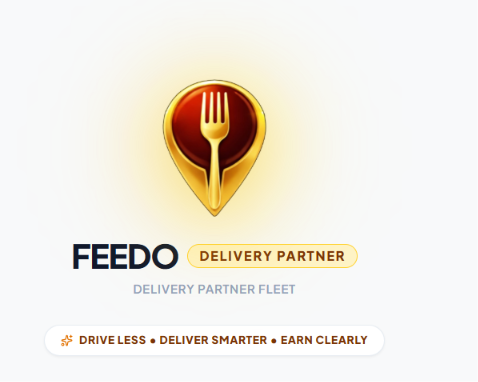 FEEDO DELIVERY PARTNER
DELIVERY PARTNER FLEET
DRIVE LESS • DELIVER SMARTER • EARN CLEARLY